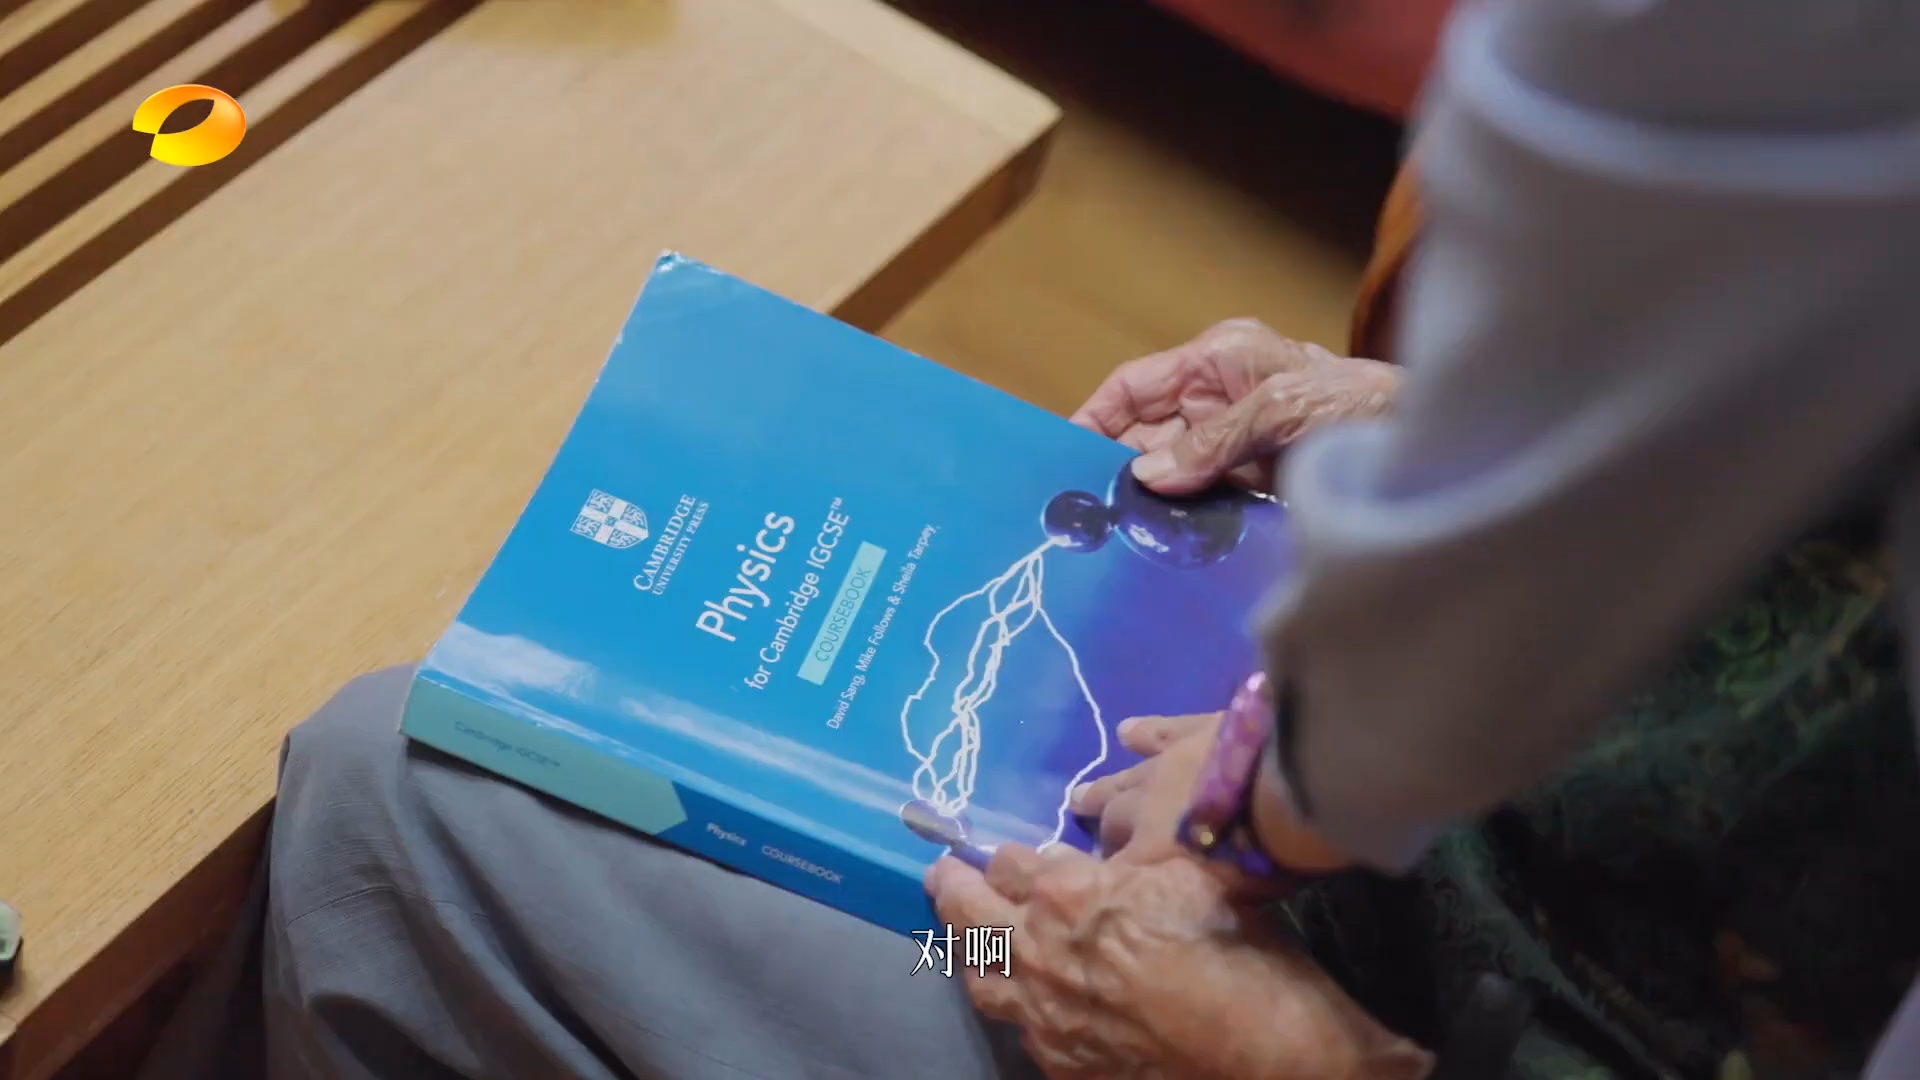 CAMBRIDGE
UNIVERSITY PRESS
Physics
for Cambridge IGCSE™
COURSEBOOK
David Sang, Mike Follows & Sheila Tarpey
Cambridge IGCSE™
Physics COURSEBOOK
对啊